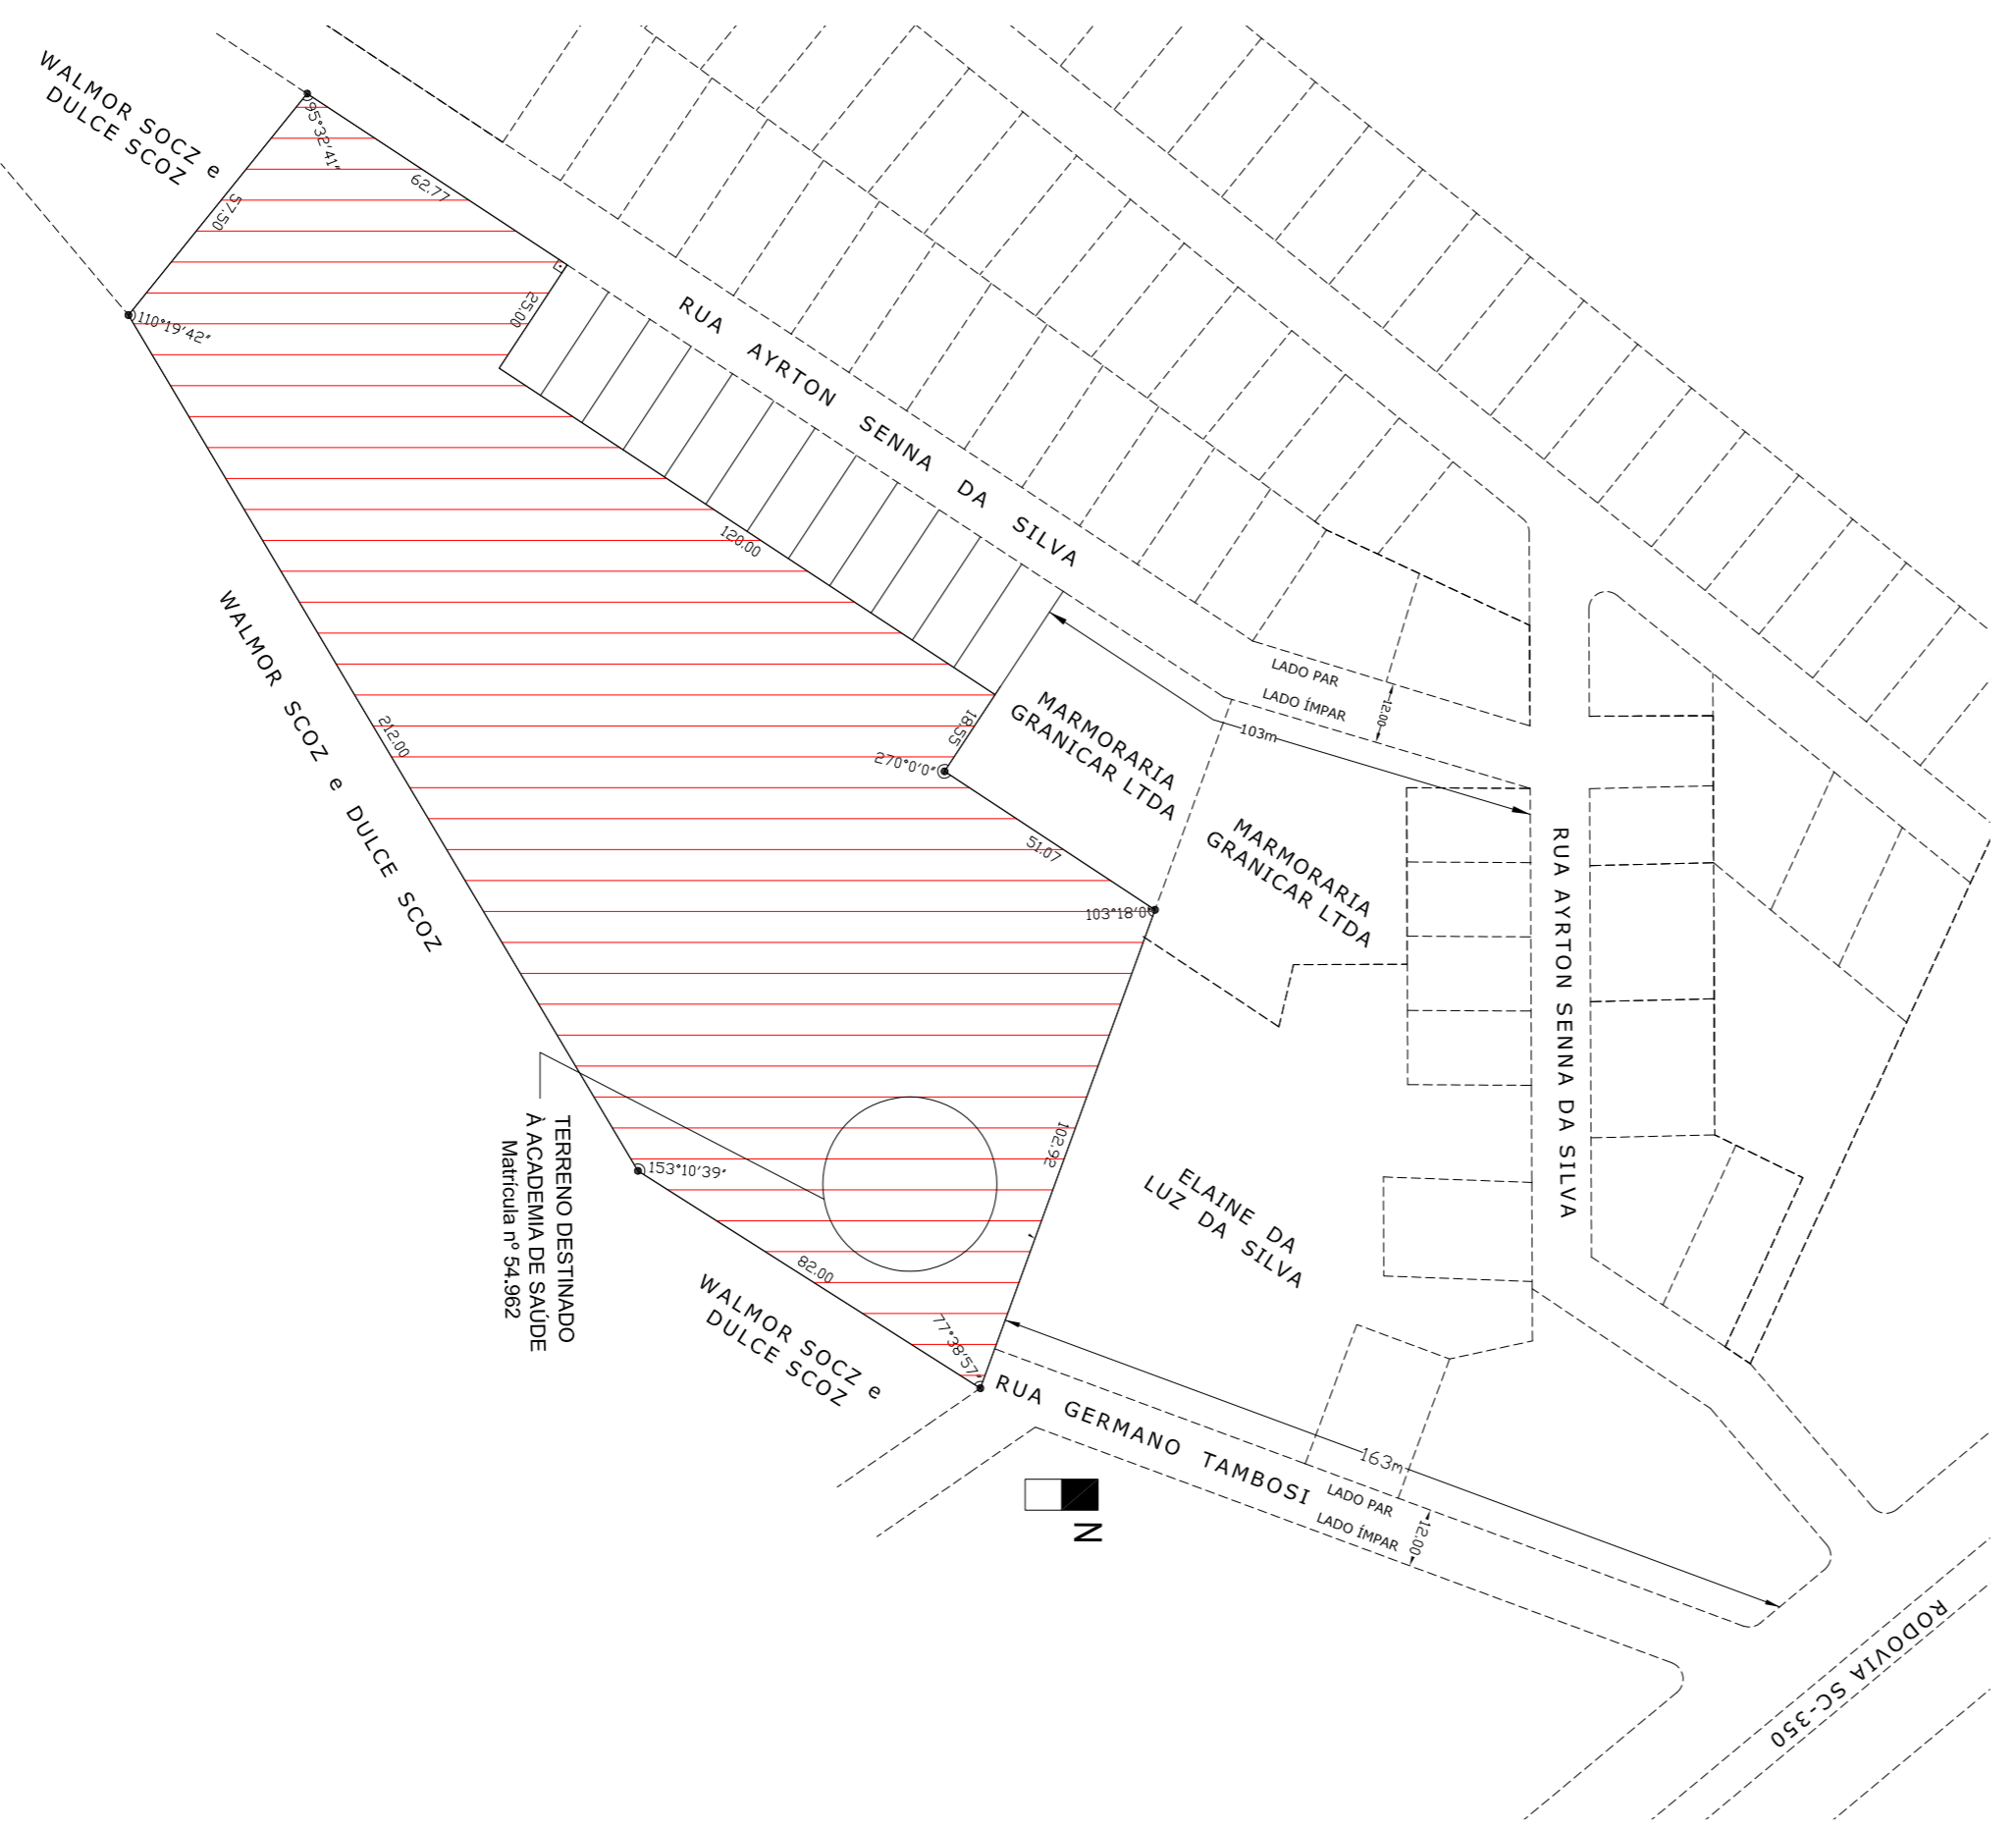 WALMOR SOCZ e
DULCE SCOZ
95°32'41"
62.77
57.50
110°19'42"
25.00
RUA AYRTON SENNA DA SILVA
120.00
WALMOR SCOZ e DULCE SCOZ
212.00
18.55
270°0'0"
MARMORARIA
GRANICAR LTDA
51.07
103°18'0"
LADO PAR
LADO ÍMPAR
12.00
103m
MARMORARIA
GRANICAR LTDA
RUA AYRTON SENNA DA SILVA
102.92
ELAINE DA
LUZ DA SILVA
153°10'39"
TERRENO DESTINADO
À ACADEMIA DE SAÚDE
Matrícula nº 54.962
82.00
77°38'57"
WALMOR SOCZ e
DULCE SCOZ
RUA GERMANO TAMBOSI
163m
LADO PAR
LADO ÍMPAR
12.00
N
RODOVIA SC-350